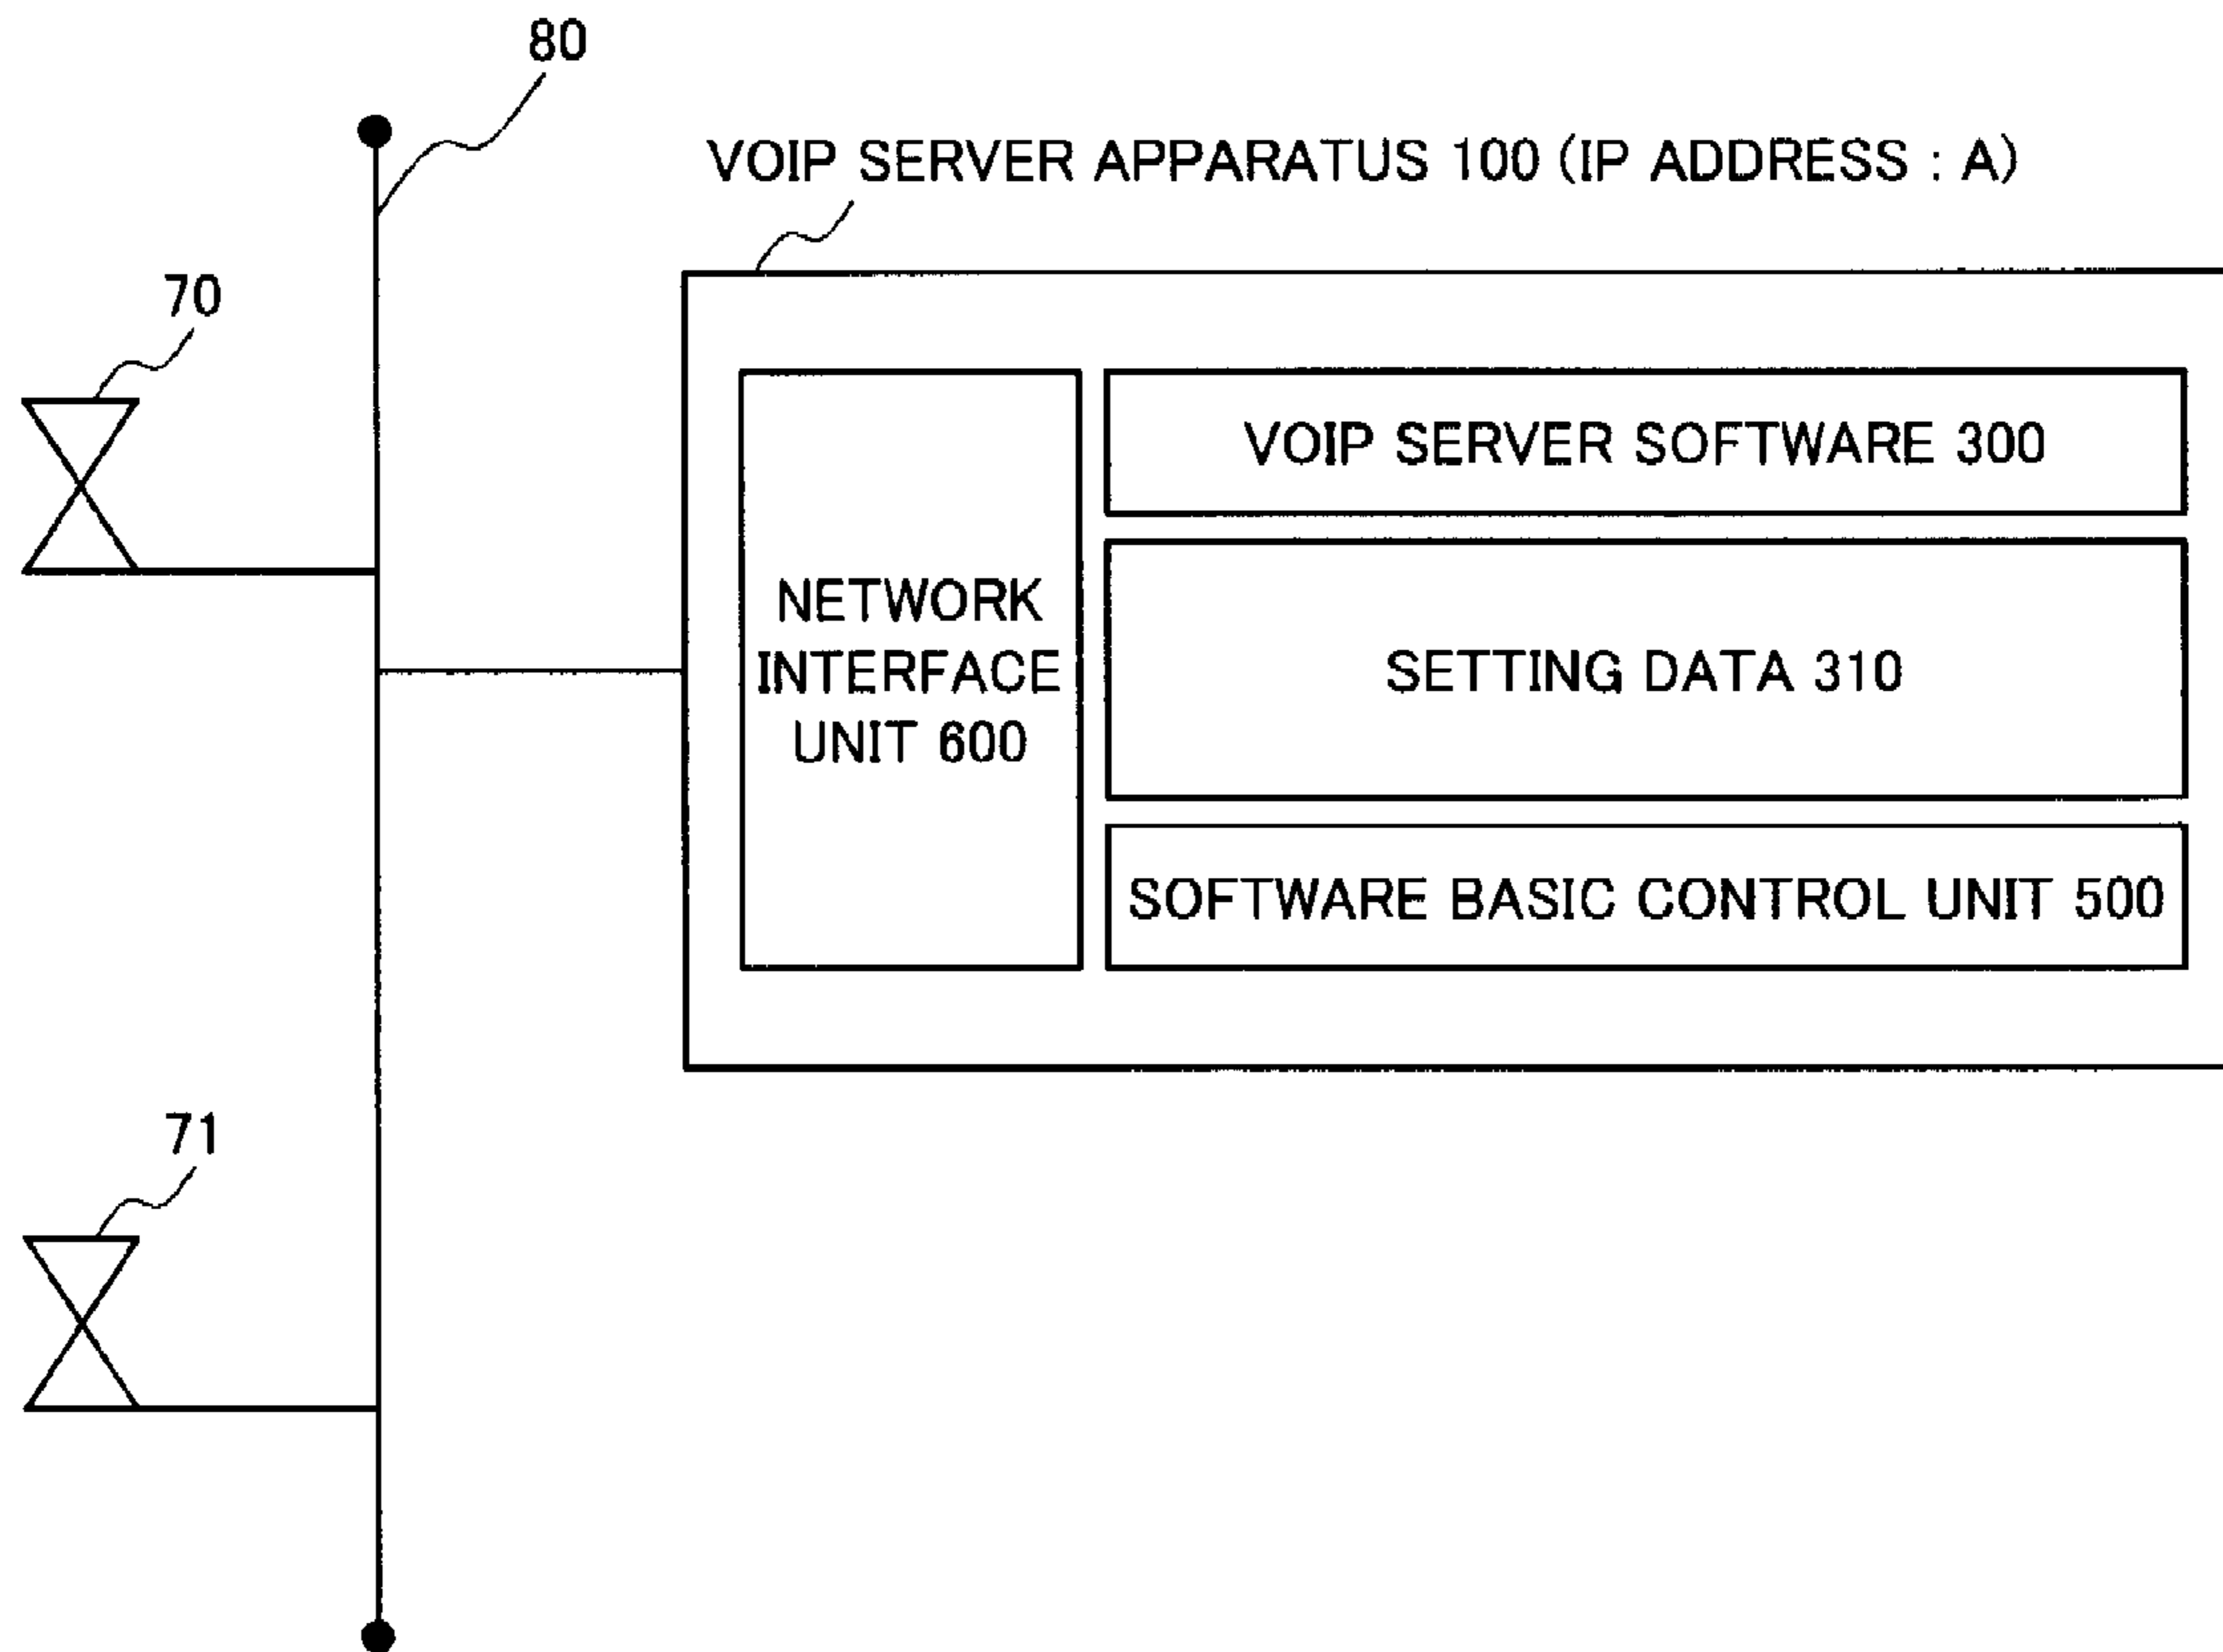 80
VOIP SERVER APPARATUS 100 (IP ADDRESS : A)
70
VOIP SERVER SOFTWARE 300
NETWORK
INTERFACE
UNIT 600
SETTING DATA 310
SOFTWARE BASIC CONTROL UNIT 500
71